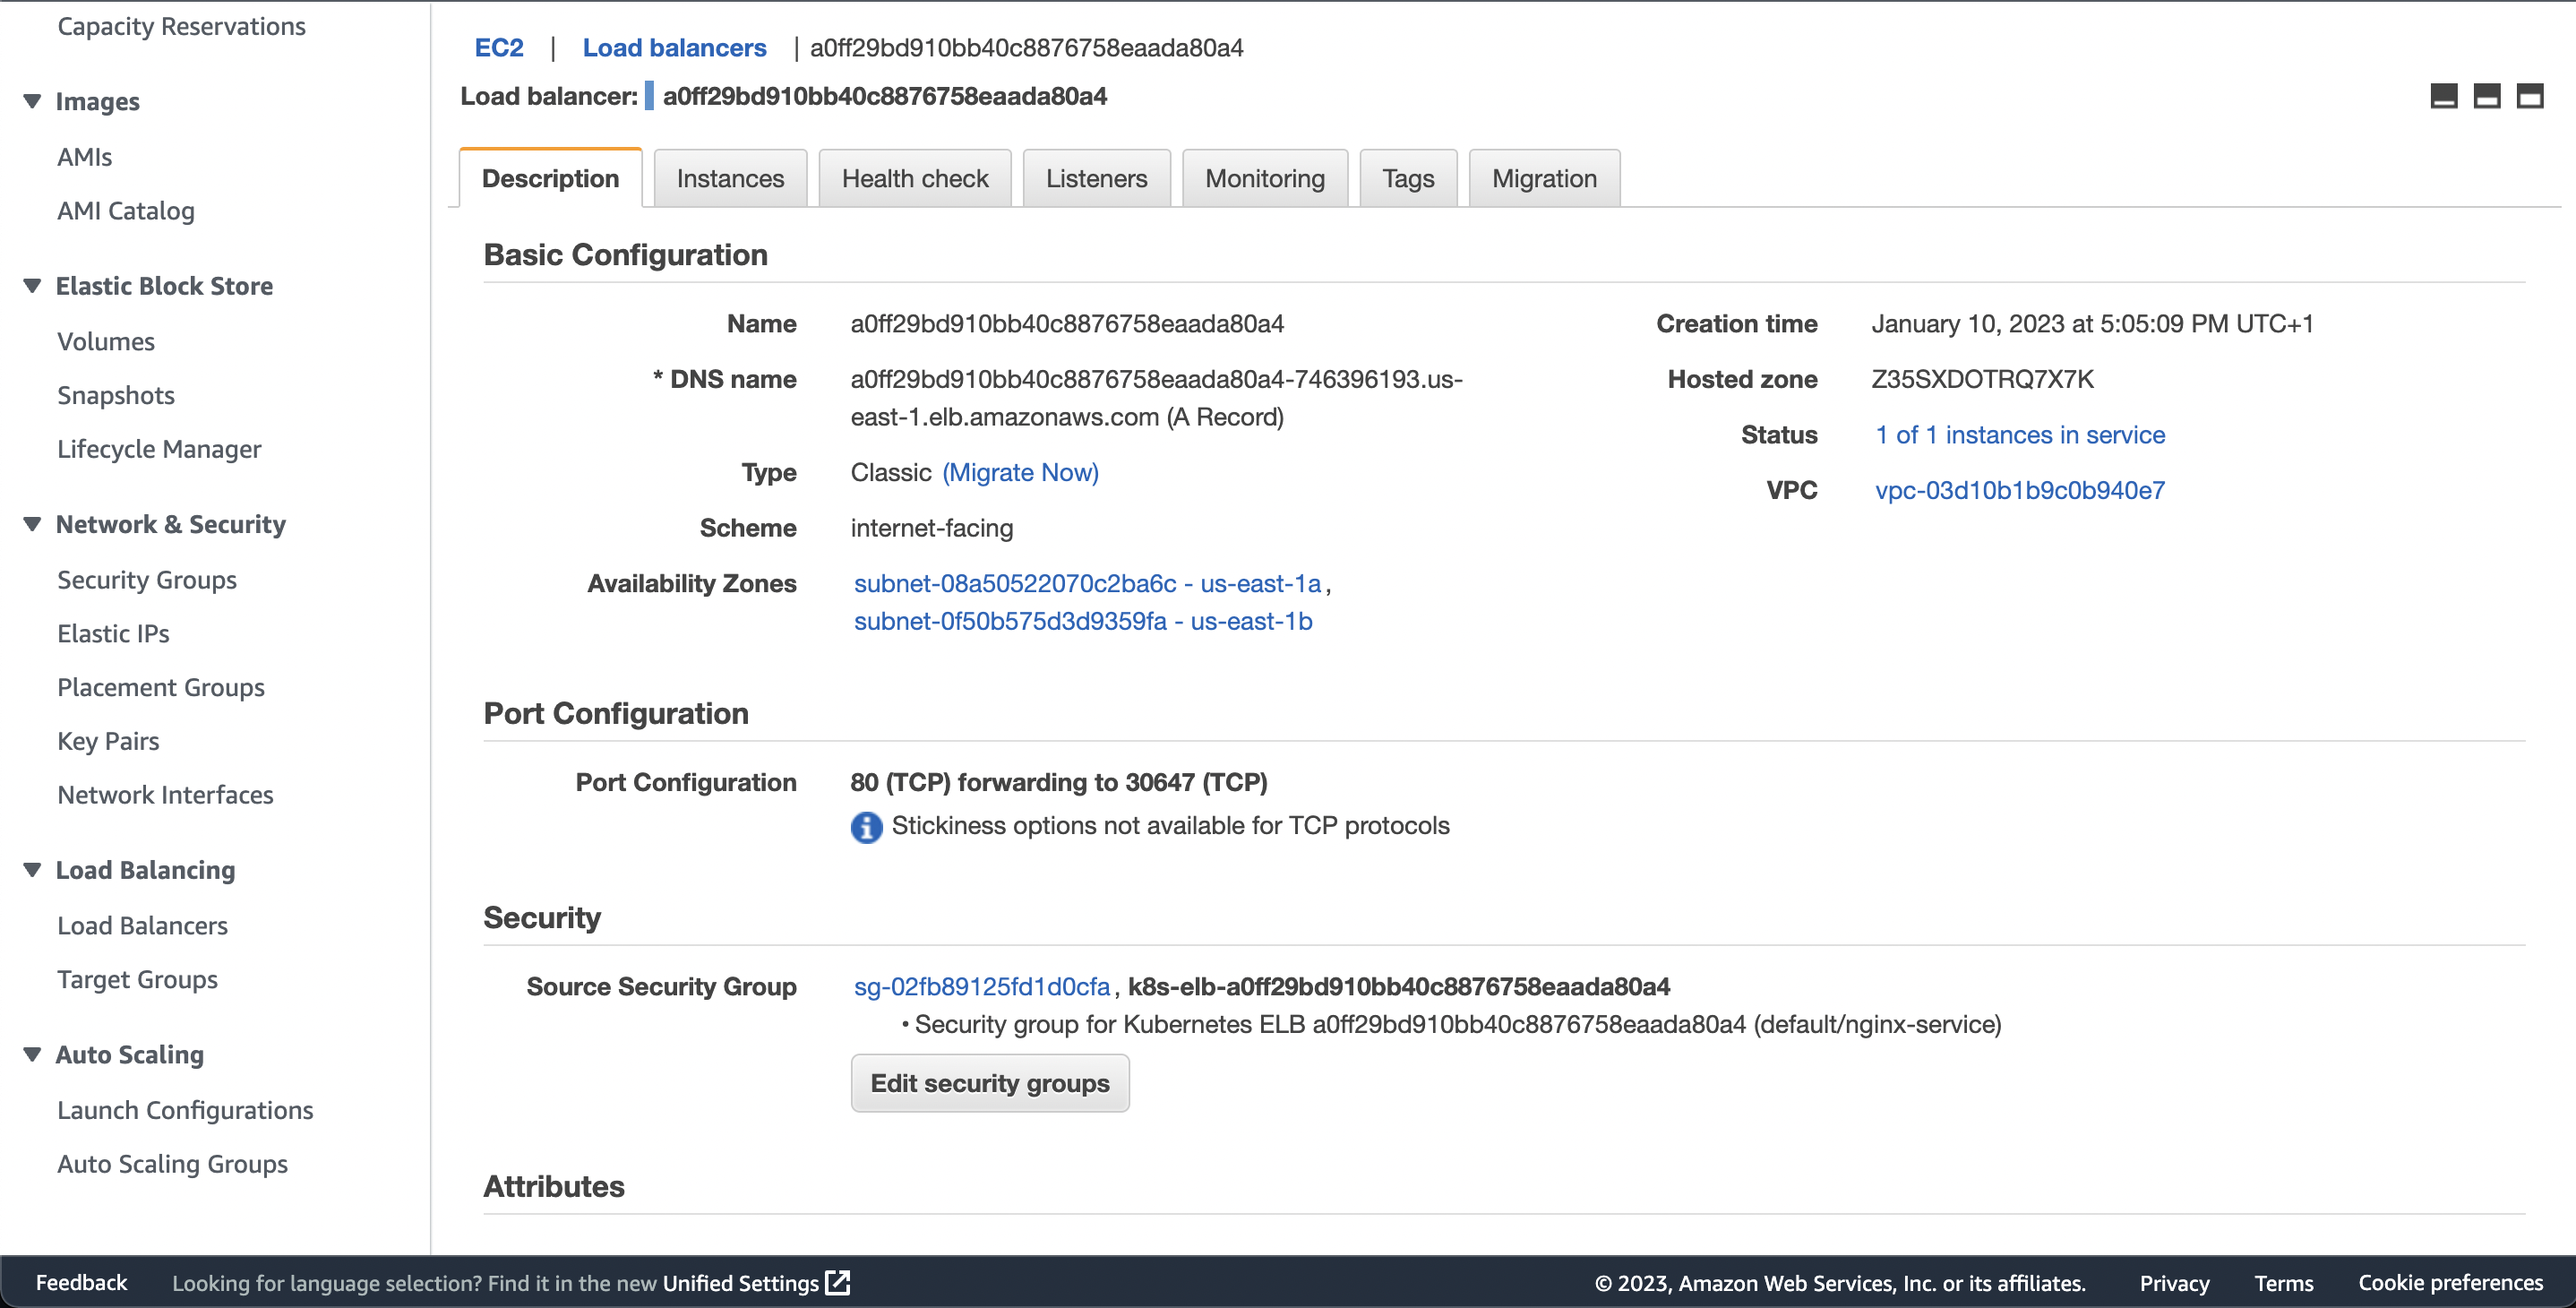 Capacity Reservations
Images
AMIs
AMI Catalog
Elastic Block Store
Volumes
Snapshots
Lifecycle Manager
Network & Security
Security Groups
Elastic IPs
Placement Groups
Key Pairs
Network Interfaces
Load Balancing
Load Balancers
Target Groups
Auto Scaling
Launch Configurations
Auto Scaling Groups
EC2 | Load balancers | a0ff29bd910bb40c8876758eaada80a4
Load balancer: a0ff29bd910bb40c8876758eaada80a4
Description Instances Health check Listeners Monitoring Tags Migration
Basic Configuration
Name a0ff29bd910bb40c8876758eaada80a4
* DNS name a0ff29bd910bb40c8876758eaada80a4-746396193.us-
east-1.elb.amazonaws.com (A Record)
Type Classic (Migrate Now)
Scheme internet-facing
Availability Zones subnet-08a50522070c2ba6c - us-east-1a,
subnet-0f50b575d3d9359fa - us-east-1b
Creation time January 10, 2023 at 5:05:09 PM UTC+1
Hosted zone Z35SXDOTRQ7X7K
Status 1 of 1 instances in service
VPC vpc-03d10b1b9c0b940e7
Port Configuration
Port Configuration 80 (TCP) forwarding to 30647 (TCP)
Stickiness options not available for TCP protocols
Security
Source Security Group sg-02fb89125fd1d0cfa, k8s-elb-a0ff29bd910bb40c8876758eaada80a4
• Security group for Kubernetes ELB a0ff29bd910bb40c8876758eaada80a4 (default/nginx-service)
Edit security groups
Attributes
Feedback Looking for language selection? Find it in the new Unified Settings © 2023, Amazon Web Services, Inc. or its affiliates. Privacy Terms Cookie preferences